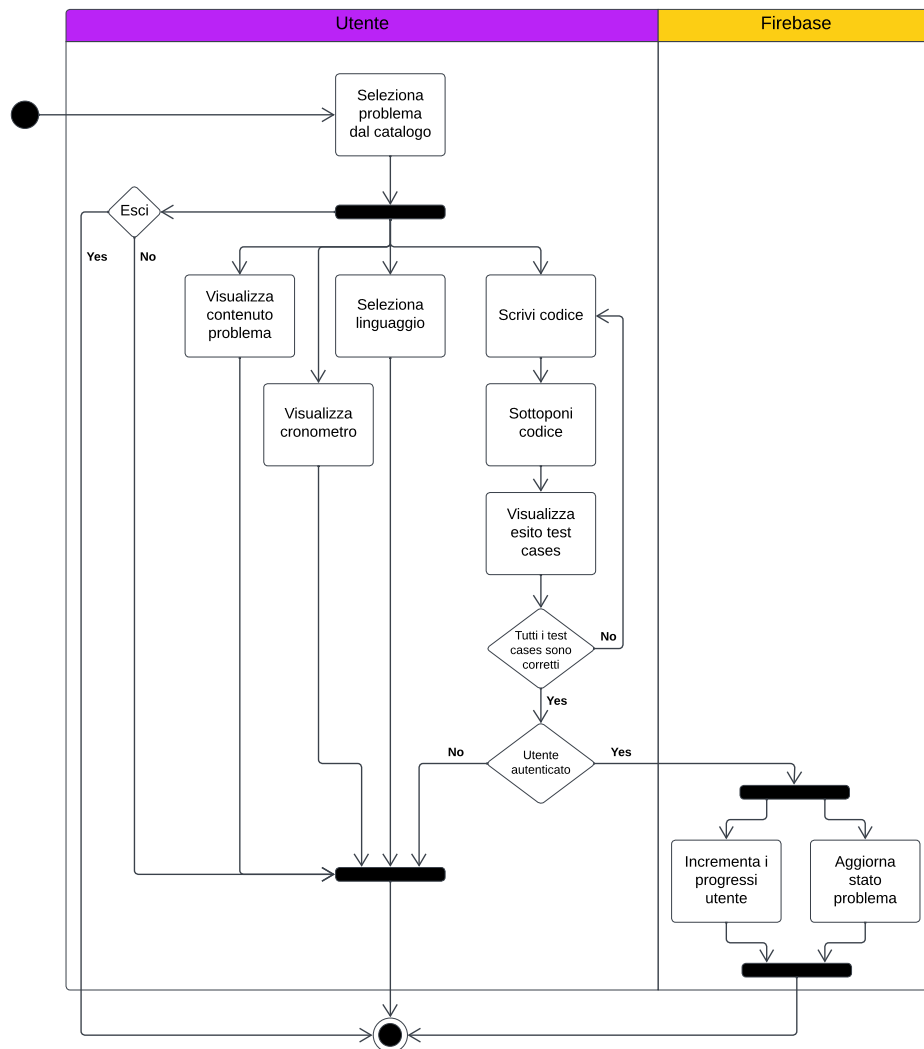 Utente
Firebase
Seleziona
problema
dal catalogo
Esci
Yes
No
Visualizza
contenuto
problema
Seleziona
linguaggio
Scrivi codice
Visualizza
cronometro
Sottoponi
codice
Visualizza
esito test
cases
Tutti i test
cases sono
corretti
No
Yes
Utente
autenticato
No
Yes
Incrementa i
progressi
utente
Aggiorna
stato
problema